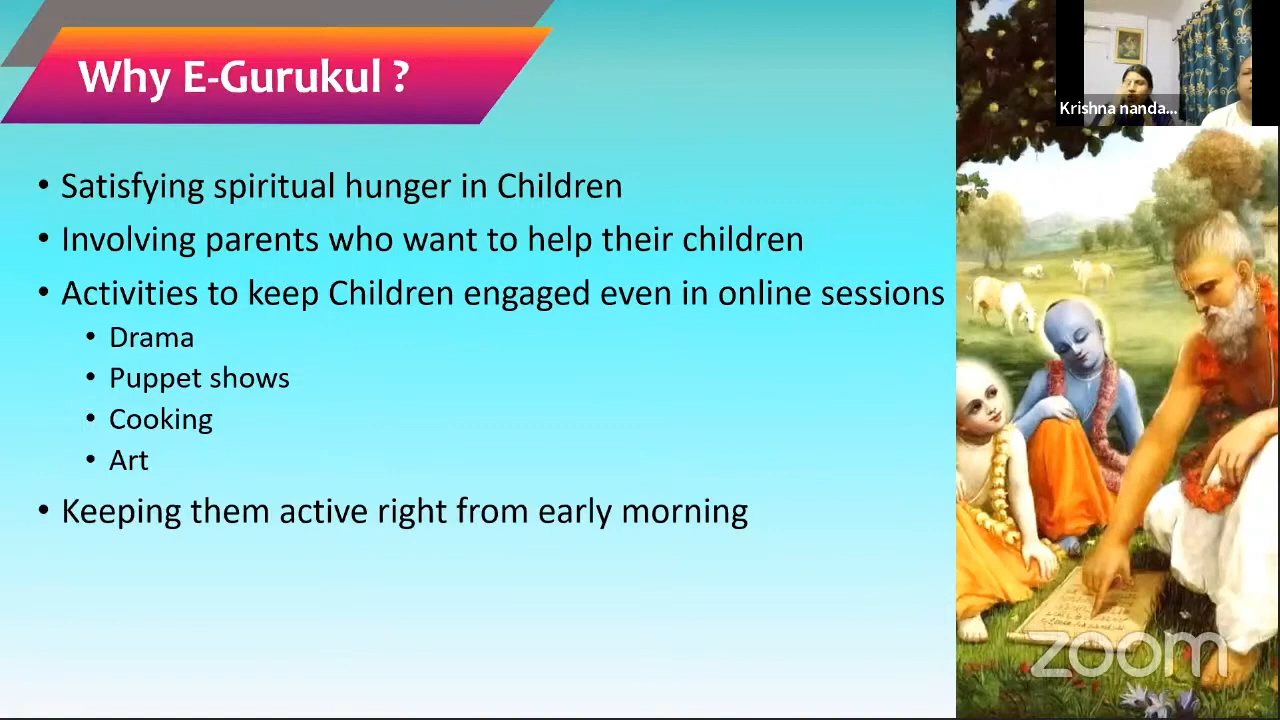 Why E-Gurukul ?
Krishna nanda...
• Satisfying spiritual hunger in Children
• Involving parents who want to help their children
• Activities to keep Children engaged even in online sessions
• Drama
• Puppet shows
• Cooking
• Art
• Keeping them active right from early morning
zoom